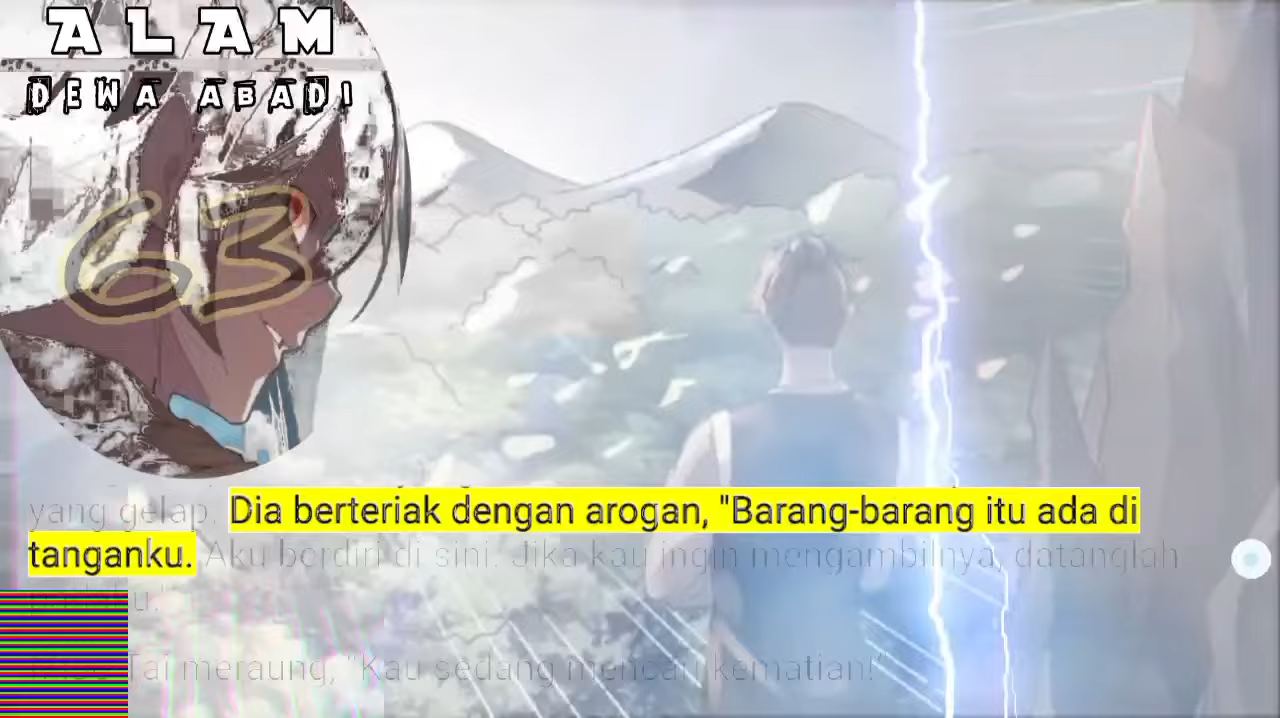 ALAM
DEWA ABADI
63
yang gelap. Dia berteriak dengan arogan, "Barang-barang itu ada di
tanganku. Aku berdiri di sini. Jika kau ingin mengambilnya, datanglah
Tai meraung, "Kau sedang mencari kematian!"